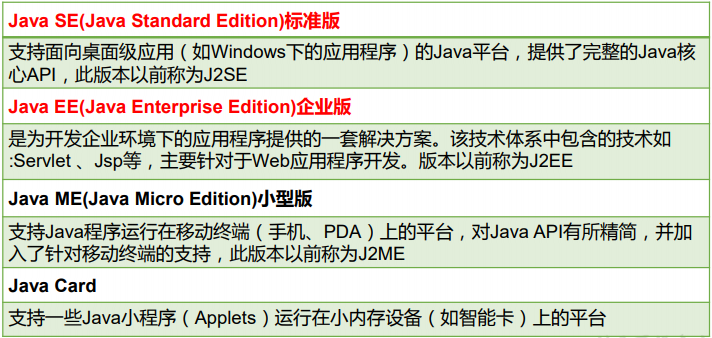 Java SE(Java Standard Edition)标准版
支持面向桌面级应用（如Windows下的应用程序）的Java平台，提供了完整的Java核
心API，此版本以前称为J2SE
Java EE(Java Enterprise Edition)企业版
是为开发企业环境下的应用程序提供的一套解决方案。该技术体系中包含的技术如
:Servlet 、Jsp等，主要针对于Web应用程序开发。版本以前称为J2EE
Java ME(Java Micro Edition)小型版
支持Java程序运行在移动终端（手机、PDA）上的平台，对Java API有所精简，并加
入了针对移动终端的支持，此版本以前称为J2ME
Java Card
支持一些Java小程序（Applets）运行在小内存设备（如智能卡）上的平台